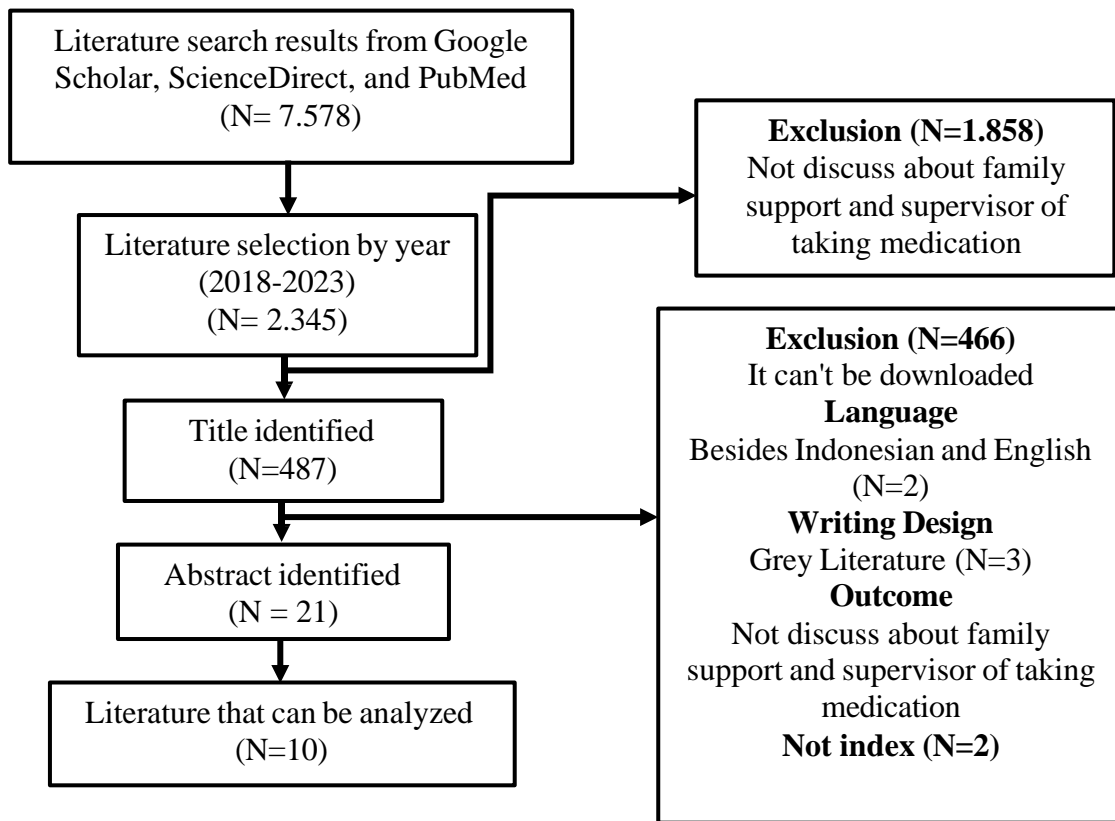 Literature search results from Google
Scholar, ScienceDirect, and PubMed
(N= 7.578)
Exclusion (N=1.858)
Not discuss about family
support and supervisor of
taking medication
Literature selection by year
(2018-2023)
(N= 2.345)
Exclusion (N=466)
It can't be downloaded
Language
Besides Indonesian and English
(N=2)
Writing Design
Grey Literature (N=3)
Outcome
Not discuss about family
support and supervisor of taking
medication
Not index (N=2)
Title identified
(N=487)
Abstract identified
(N = 21)
Literature that can be analyzed
(N=10)